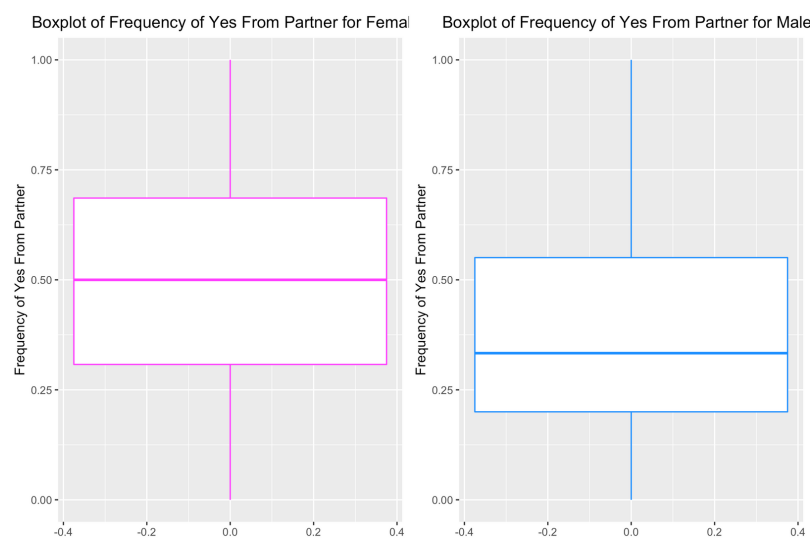 Boxplot of Frequency of Yes From Partner for Femal
Frequency of Yes From Partner
1.00
0.75
0.50
0.25
0.00
-0.4 -0.2 0.0 0.2 0.4
Boxplot of Frequency of Yes From Partner for Male
Frequency of Yes From Partner
1.00
0.75
0.50
0.25
0.00
-0.4 -0.2 0.0 0.2 0.4